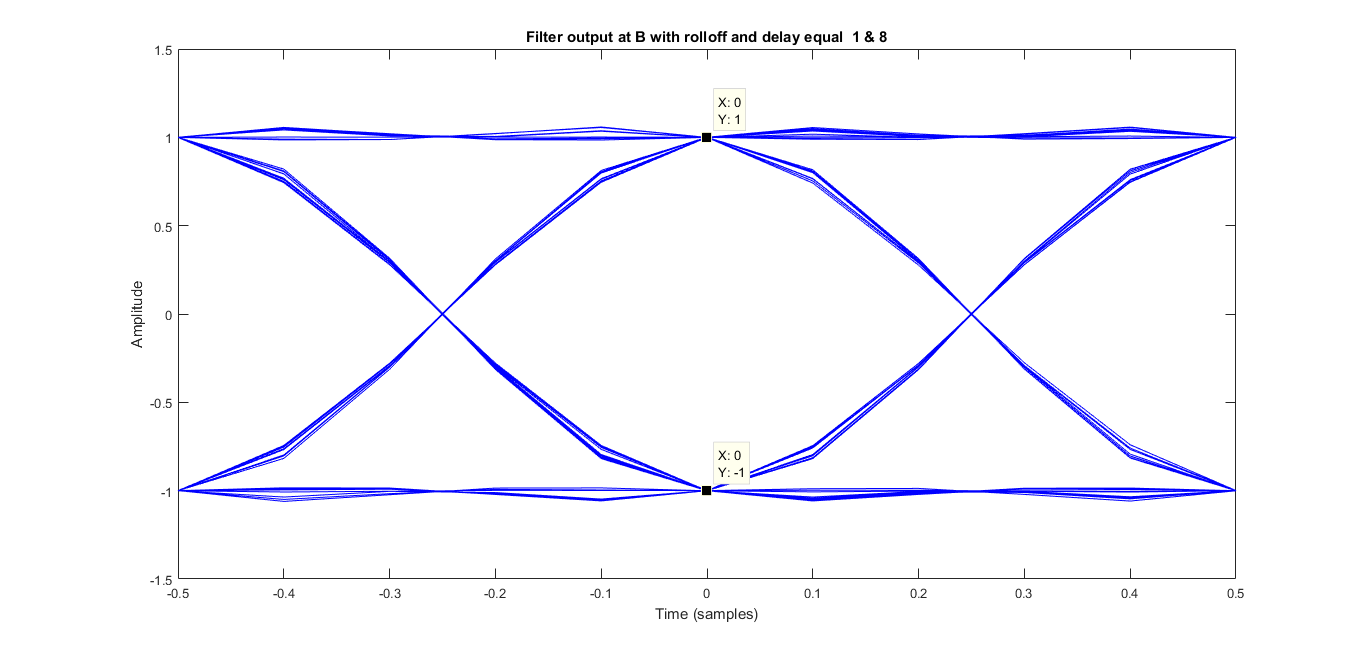 Filter output at B with rolloff and delay equal  1 & 8
1.5
X: 0
Y: 1
1
0.5
Amplitude
0
-0.5
X: 0
Y: -1
-1
-1.5
-0.5 -0.4 -0.3 -0.2 -0.1 0 0.1 0.2 0.3 0.4 0.5
Time (samples)